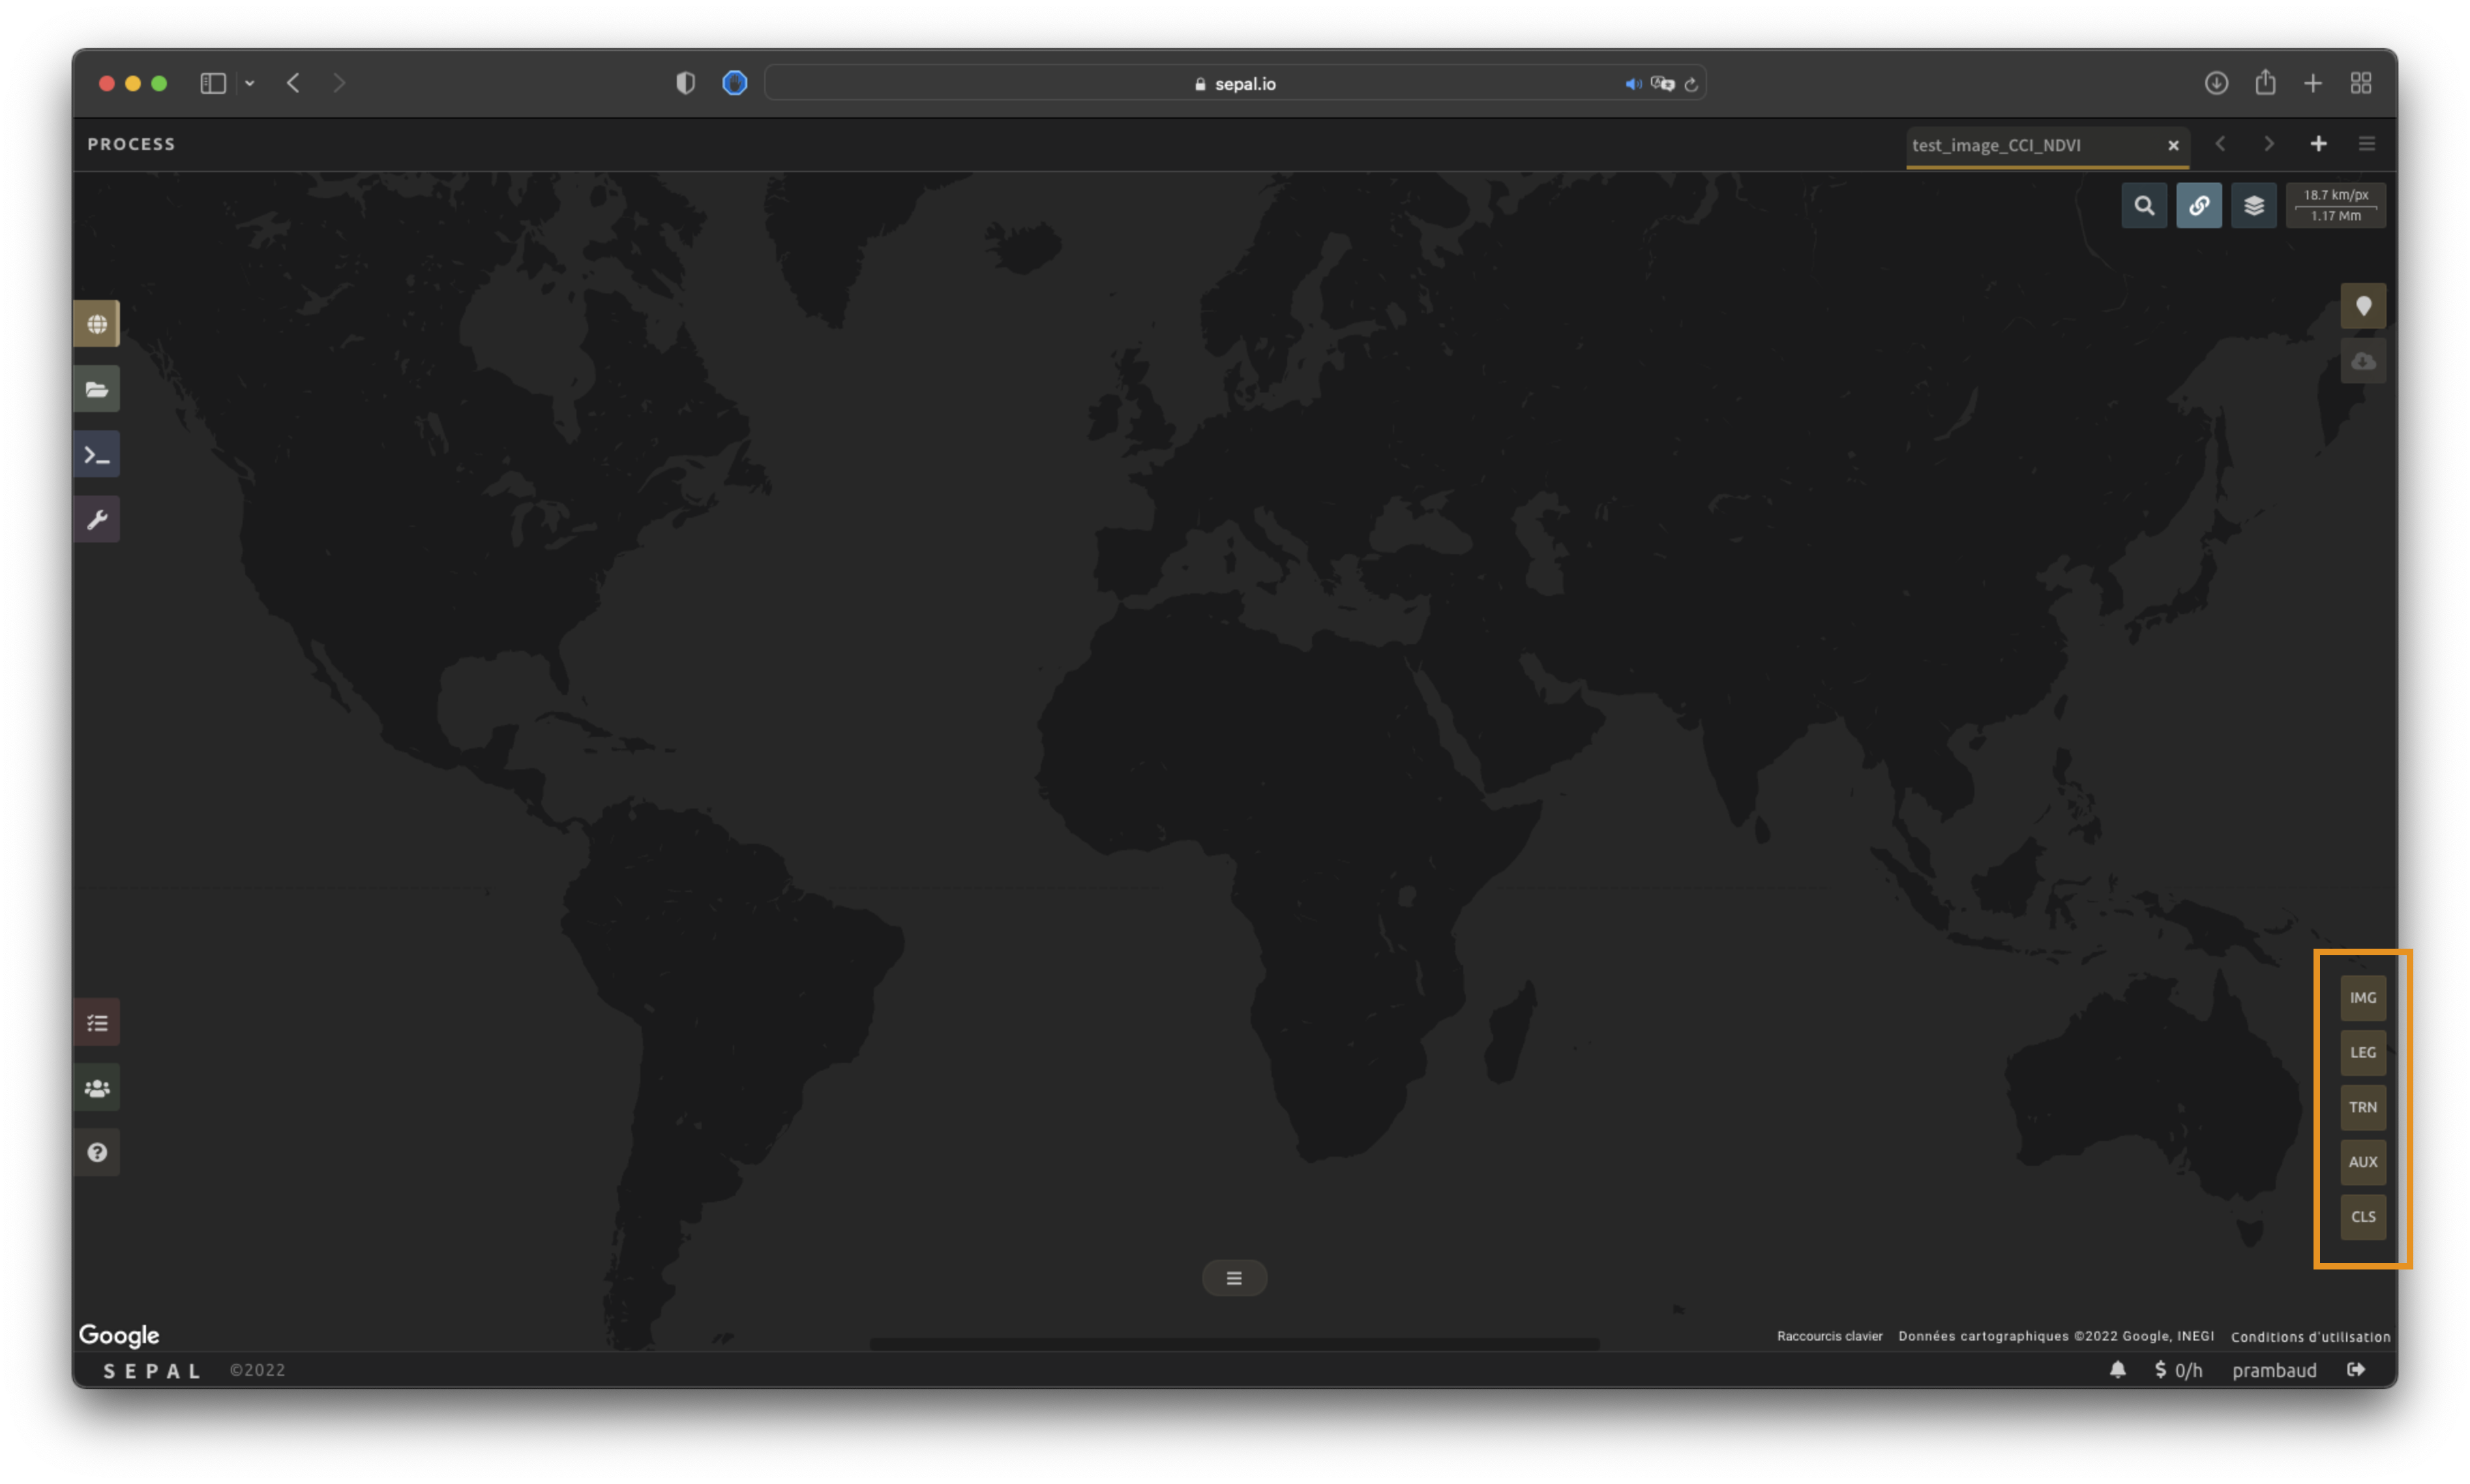 sepal.io
PROCESS
test_image_CCI_NDVI
18.7 km/px
1.17 Mm
IMG
LEG
TRN
AUX
CLS
Google
Raccourcis clavier Données cartographiques ©2022 Google, INEGI Conditions d'utilisation
SEPAL ©2022
$ 0/h prambaud